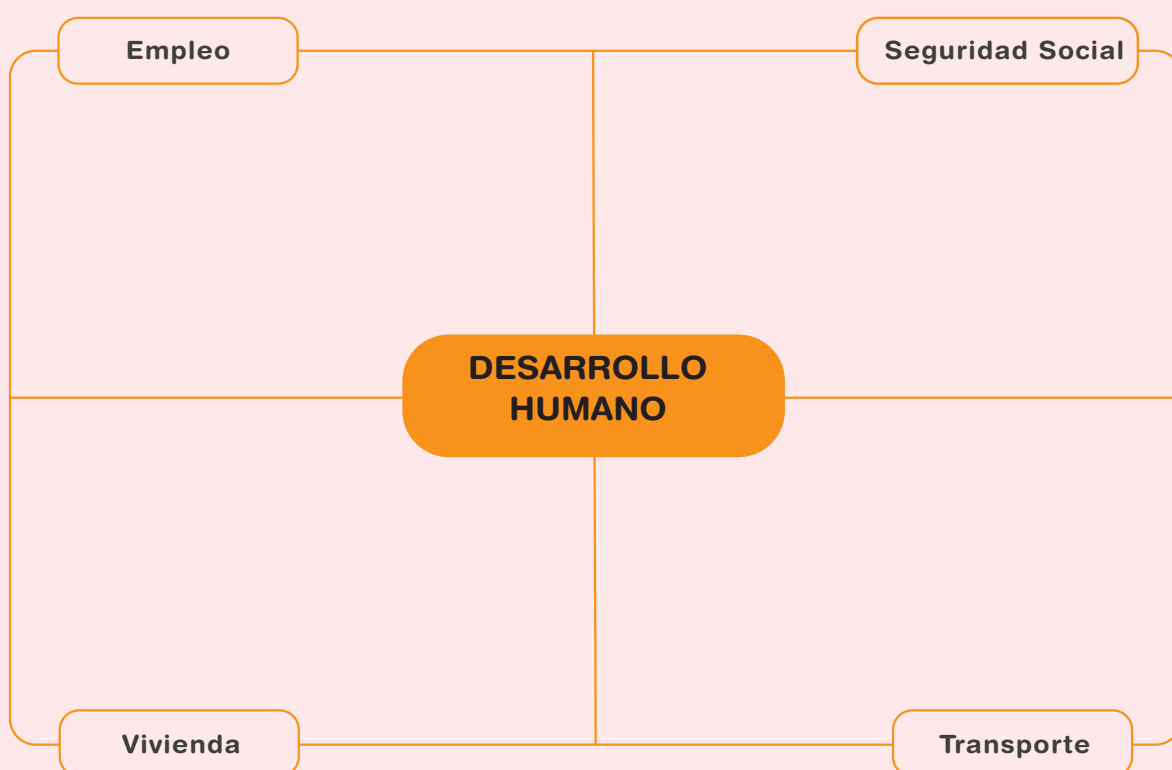 Empleo
Seguridad Social
DESARROLLO
HUMANO
Vivienda
Transporte